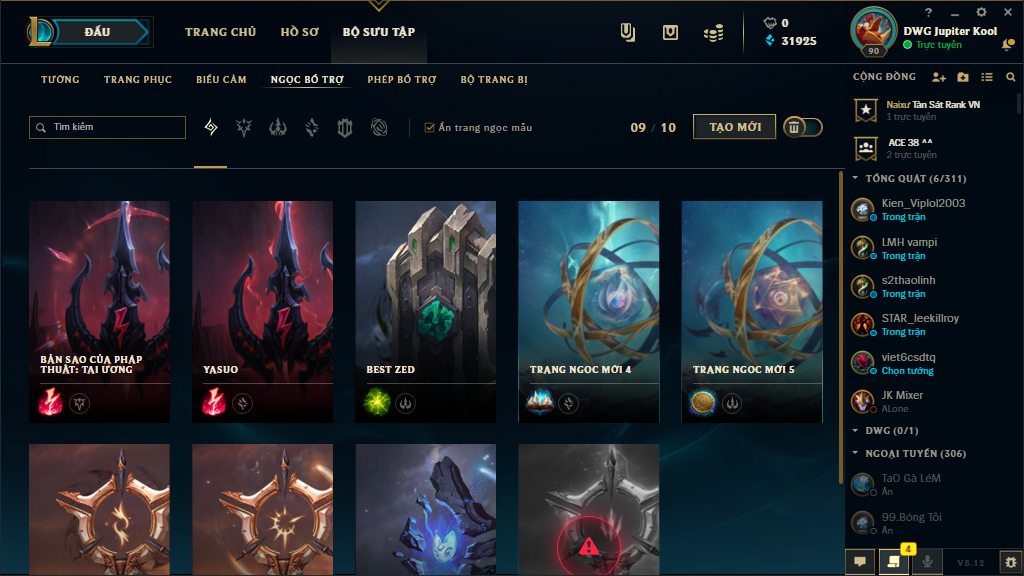 ĐẤU
TRANG CHỦ
HỒ SƠ
BỘ SƯU TẬP
0
31925
90
?
DWG Jupiter Kool
Trực tuyến
TƯỚNG
TRANG PHỤC
BIỂU CẢM
NGỌC BỔ TRỢ
PHÉP BỔ TRỢ
BỘ TRANG BỊ
Tìm kiếm
Ẩn trang ngọc mẫu
09 / 10
TẠO MỚI
BẢN SAO CỦA PHÁP
THUẬT: TAI ƯƠNG
YASUO
BEST ZED
TRANG NGỌC MỚI 4
TRANG NGỌC MỚI 5
CỘNG ĐỒNG
Naixư Tàn Sát Rank VN
1 trực tuyến
ACE 38 ^^
2 trực tuyến
TỔNG QUÁT (6/311)
Kien_Viplol2003
Trong trận
LMH vampi
Trong trận
s2thaolinh
Trong trận
STAR_leekillroy
Trong trận
viet6csdtq
Chọn tướng
JK Mixer
ALone
DWG (0/1)
NGOẠI TUYẾN (306)
TaO Gà LéM
Ẩn
99.Bóng Tối
Ẩn
4
V8.12